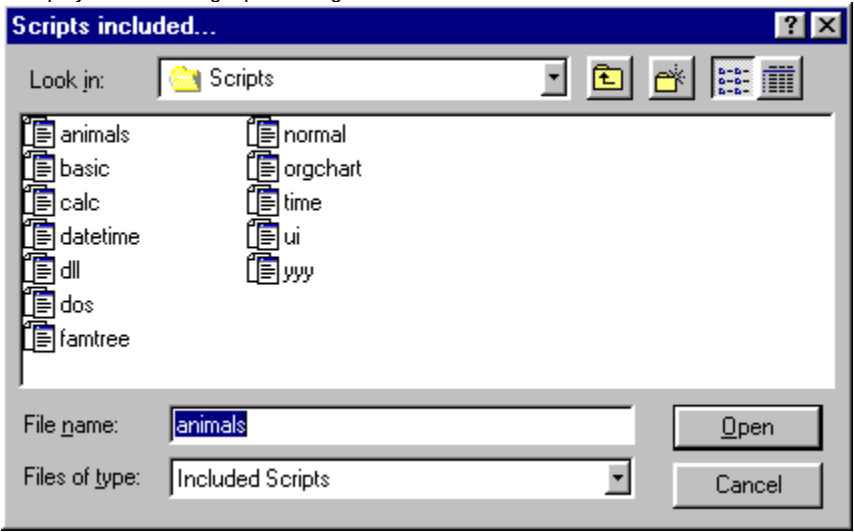 Scripts included...
Look in: Scripts
animals normal
basic orgchart
calc time
datetime ui
dll yyy
dos
famtree
File name: animals Open
Files of type: Included Scripts Cancel